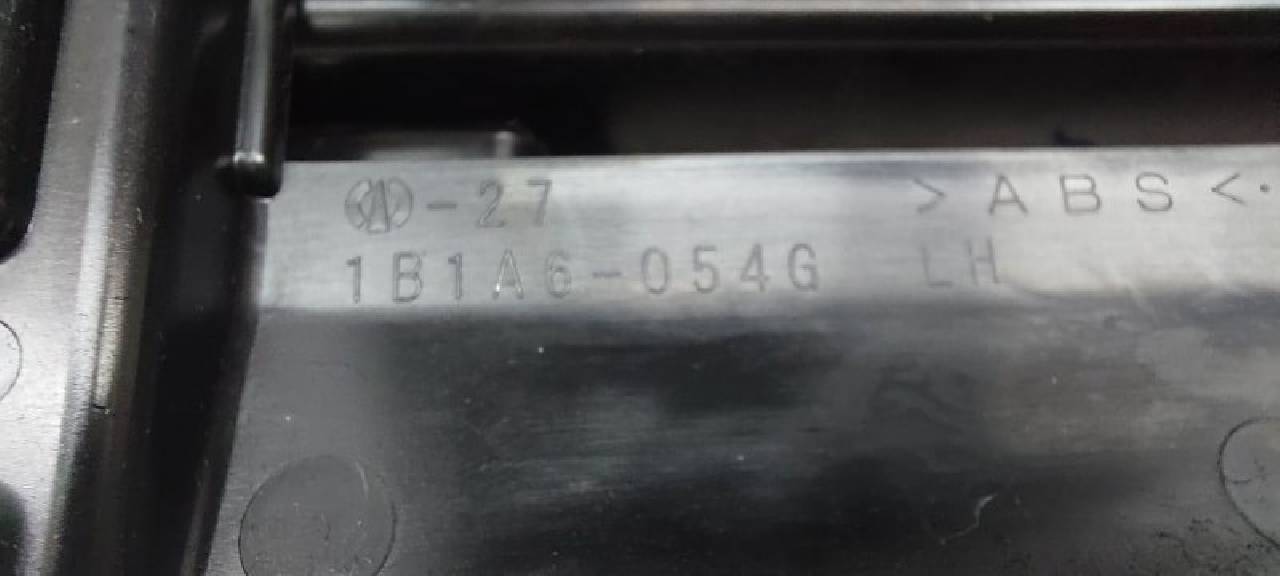 -27 >ABS<
1B1A6-054G LH